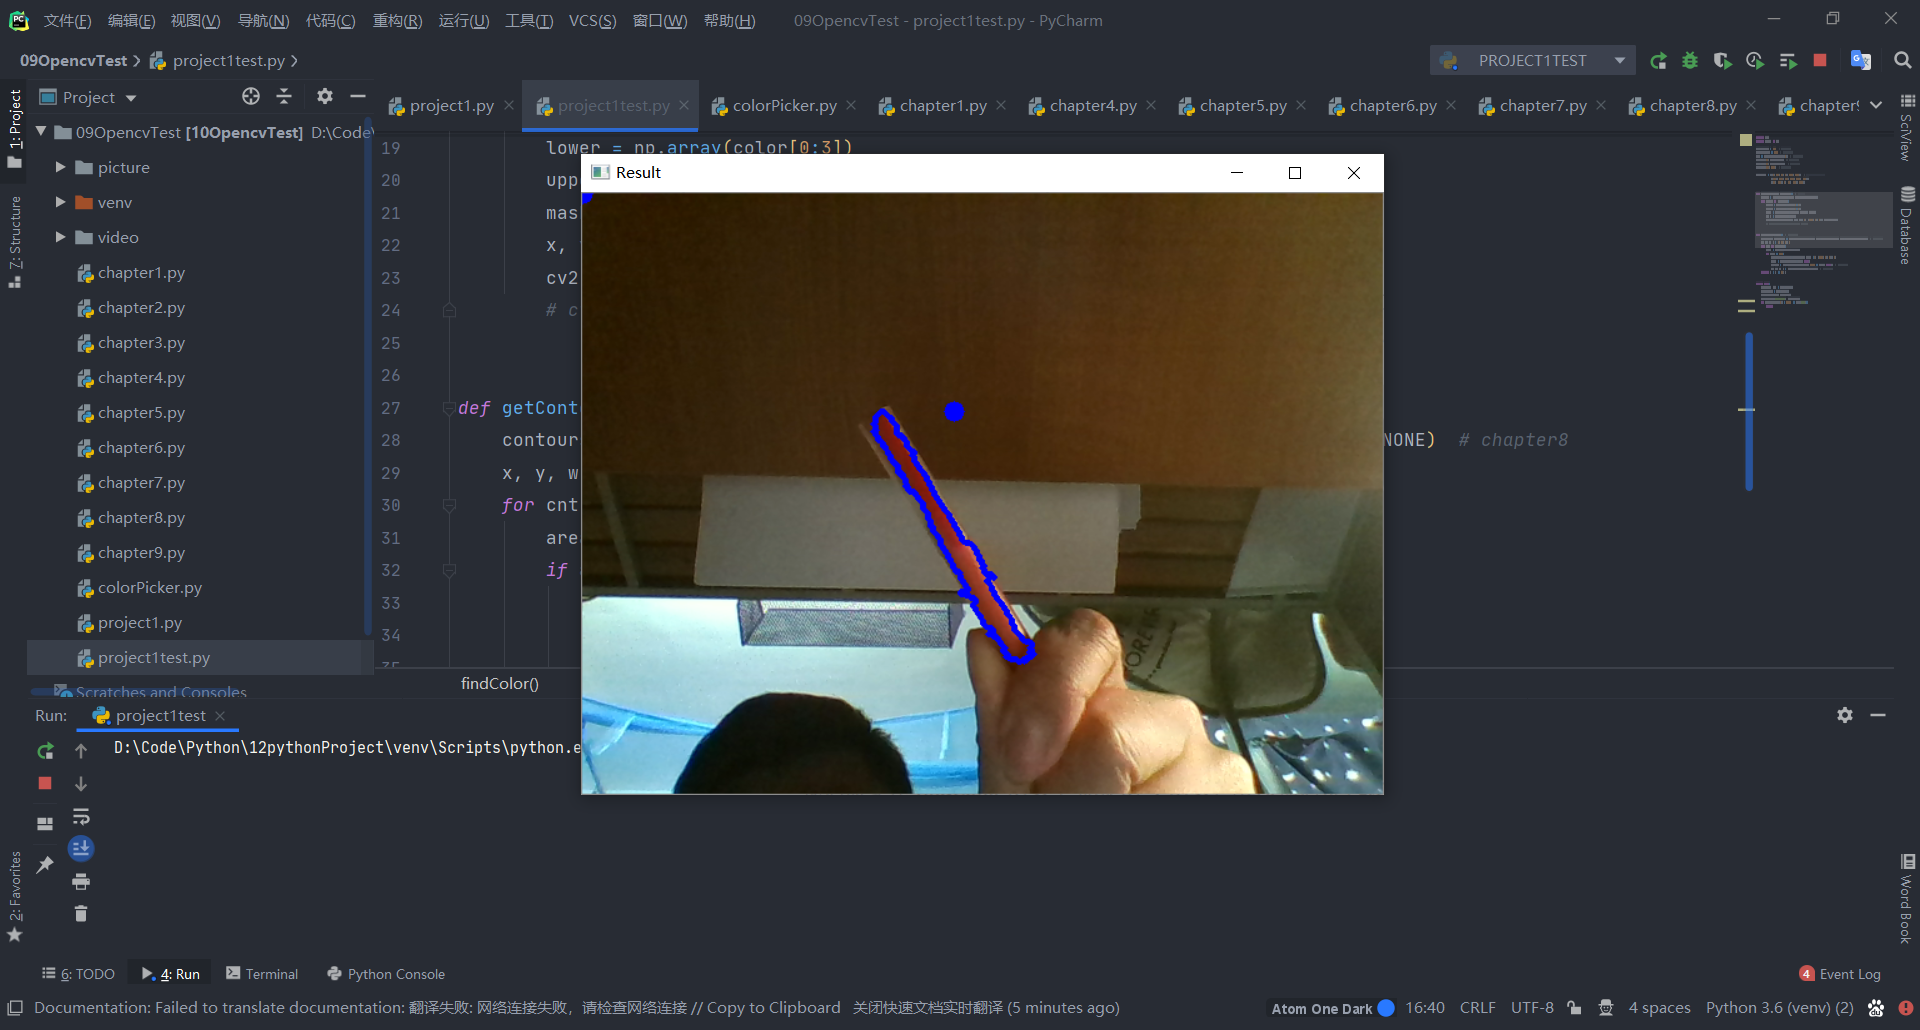 文件(F) 编辑(E) 视图(V) 导航(N) 代码(C) 重构(R) 运行(U) 工具(T) VCS(S) 窗口(W) 帮助(H) 09OpencvTest - project1test.py - PyCharm
09OpencvTest project1test.py PROJECT1TEST
Project
project1.py project1test.py colorPicker.py chapter1.py chapter4.py chapter5.py chapter6.py chapter7.py chapter8.py chapter9
1: Project
7: Structure
2: Favorites
09OpencvTest [10OpencvTest] D:\Code\
picture
venv
video
chapter1.py
chapter2.py
chapter3.py
chapter4.py
chapter5.py
chapter6.py
chapter7.py
chapter8.py
chapter9.py
colorPicker.py
project1.py
project1test.py
Scratches and Consoles
19 lower = np.array(color[0:3])
20 upp
21 mas
22 x,
23 cv2
24 # c
25
26
27 def getCont
28 contour NONE) # chapter8
29 x, y, w
30 for cnt
31 are
32 if
33
34
35
findColor()
Result
OREN
SciView
Database
Word Book
Run: project1test
D:\Code\Python\12pythonProject\venv\Scripts\python.e
6: TODO 4: Run Terminal Python Console 4 Event Log
Documentation: Failed to translate documentation: 翻译失败: 网络连接失败，请检查网络连接 // Copy to Clipboard 关闭快速文档实时翻译 (5 minutes ago) Atom One Dark 16:40 CRLF UTF-8 4 spaces Python 3.6 (venv) (2)